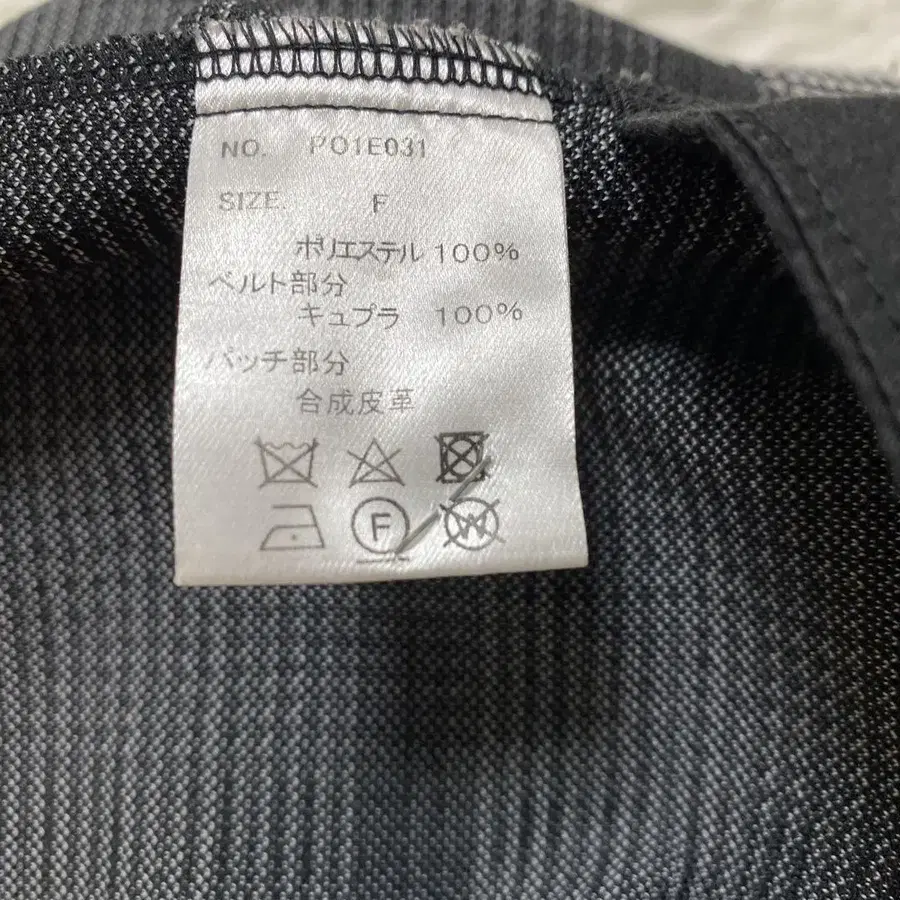 NO. PO1E031
SIZE. F
ポリエステル 100%
ベルト部分
キュプラ 100%
パッチ部分
合成皮革
F W